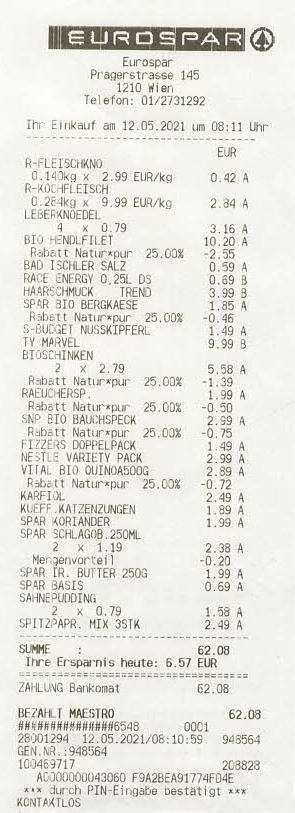 EUROSPAR
Eurospar
Pragerstrasse 145
1210 Wien
Telefon: 01/2731292
Ihr Einkauf am 12.05.2021 um 08:11 Uhr
EUR
R-FLEISCHKNO
0.140kg x 2.99 EUR/kg 0.42 A
R-KOCHFLEISCH
0.284kg x 9.99 EUR/kg 2.84 A
LEBERKNOEDEL
4 x 0.79 3.16 A
BIO HENDLFILET 10.20 A
Rabatt Natur*pur 25.00% -2.55
BAD ISCHLER SALZ 0.59 A
RACE ENERGY 0,25L DS 0.69 B
HAARSCHMUCK TREND 3.99 B
SPAR BIO BERGKAESE 1.85 A
Rabatt Natur*pur 25.00% -0.46
S-BUDGET NUSSKIPFERL 1.49 A
TY MARVEL 9.99 B
BIOSCHINKEN
2 x 2.79 5.58 A
Rabatt Natur*pur 25.00% -1.39
RAEUCHERSP. 1.99 A
Rabatt Natur*pur 25.00% -0.50
SNP BIO BAUCHSPECK 2.99 A
Rabatt Natur*pur 25.00% -0.75
FIZZERS DOPPELPACK 1.49 A
NESTLE VARIETY PACK 2.99 A
VITAL BIO QUINOA500G 2.89 A
Rabatt Natur*pur 25.00% -0.72
KARFIOL 2.49 A
KUEFF.KATZENZUNGEN 1.89 A
SPAR KORIANDER 1.99 A
SPAR SCHLAGOB.250ML
2 x 1.19 2.38 A
Mengenvorteil -0.20
SPAR IR. BUTTER 250G 1.99 A
SPAR BASIS 0.69 A
SAHNEPUDDING
2 x 0.79 1.58 A
SPITZPAPR. MIX 3STK 2.49 A
SUMME : 62.08
Ihre Ersparnis heute: 6.57 EUR
ZAHLUNG Bankomat 62.08
BEZAHLT MAESTRO 62.08
###############6548 0001
28001294 12.05.2021/08:10:59 948564
GEN.NR.:948564
100469717 208828
A0000000043060 F9A2BEA91774FD4E
*** durch PIN-Eingabe bestätigt ***
KONTAKTLOS